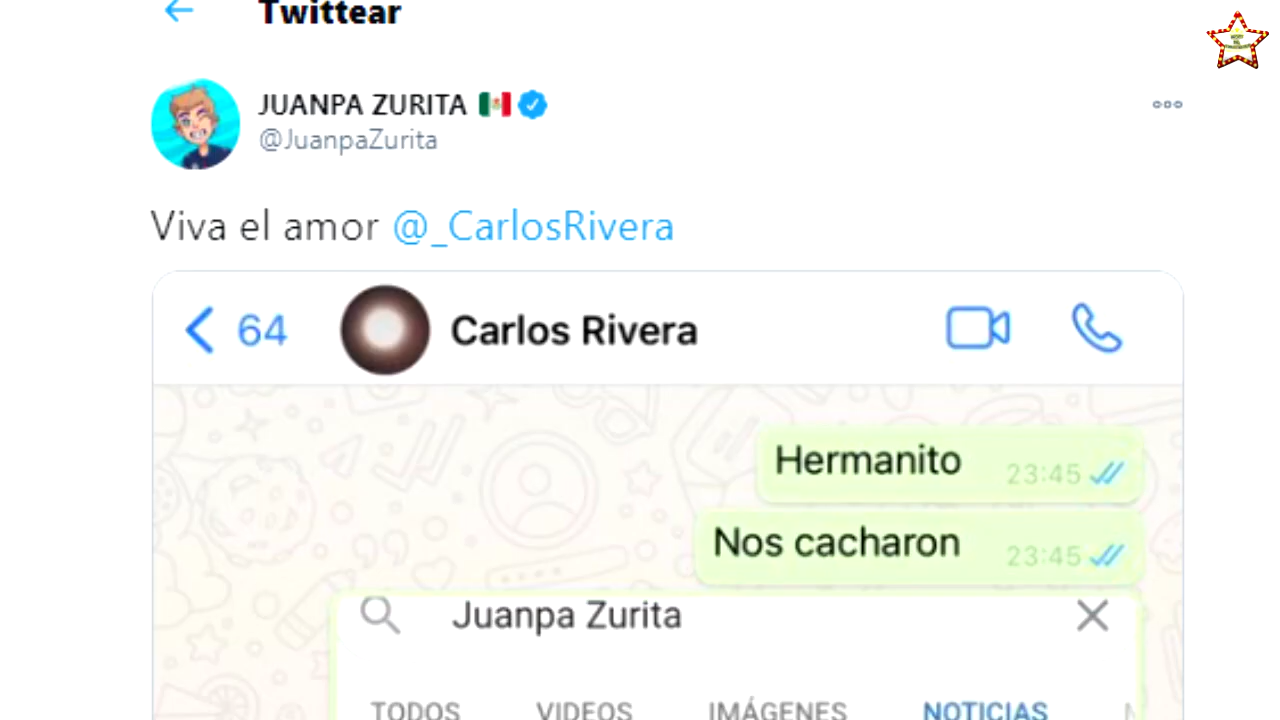 Twittear
JUANPA ZURITA
@JuanpaZurita
Viva el amor @_CarlosRivera
64 Carlos Rivera
Hermanito 23:45
Nos cacharon 23:45
Juanpa Zurita
TODOS VIDEOS IMÁGENES NOTICIAS